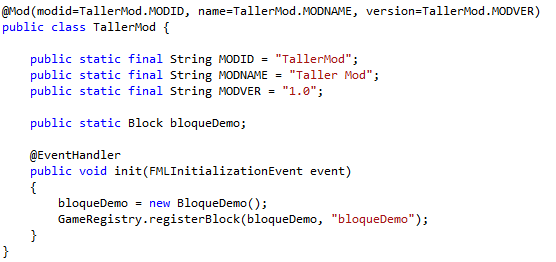 @Mod(modid=TallerMod.MODID, name=TallerMod.MODNAME, version=TallerMod.MODVER)
public class TallerMod {
public static final String MODID = "TallerMod";
public static final String MODNAME = "Taller Mod";
public static final String MODVER = "1.0";
public static Block bloqueDemo;
@EventHandler
public void init(FMLInitializationEvent event)
{
bloqueDemo = new BloqueDemo();
GameRegistry.registerBlock(bloqueDemo, "bloqueDemo");
}
}